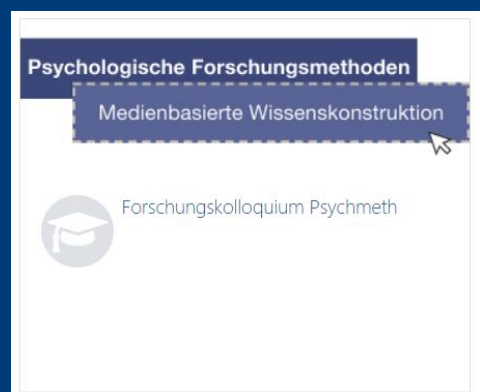 Psychologische Forschungsmethoden
Medienbasierte Wissenskonstruktion
Forschungskolloquium Psychmeth